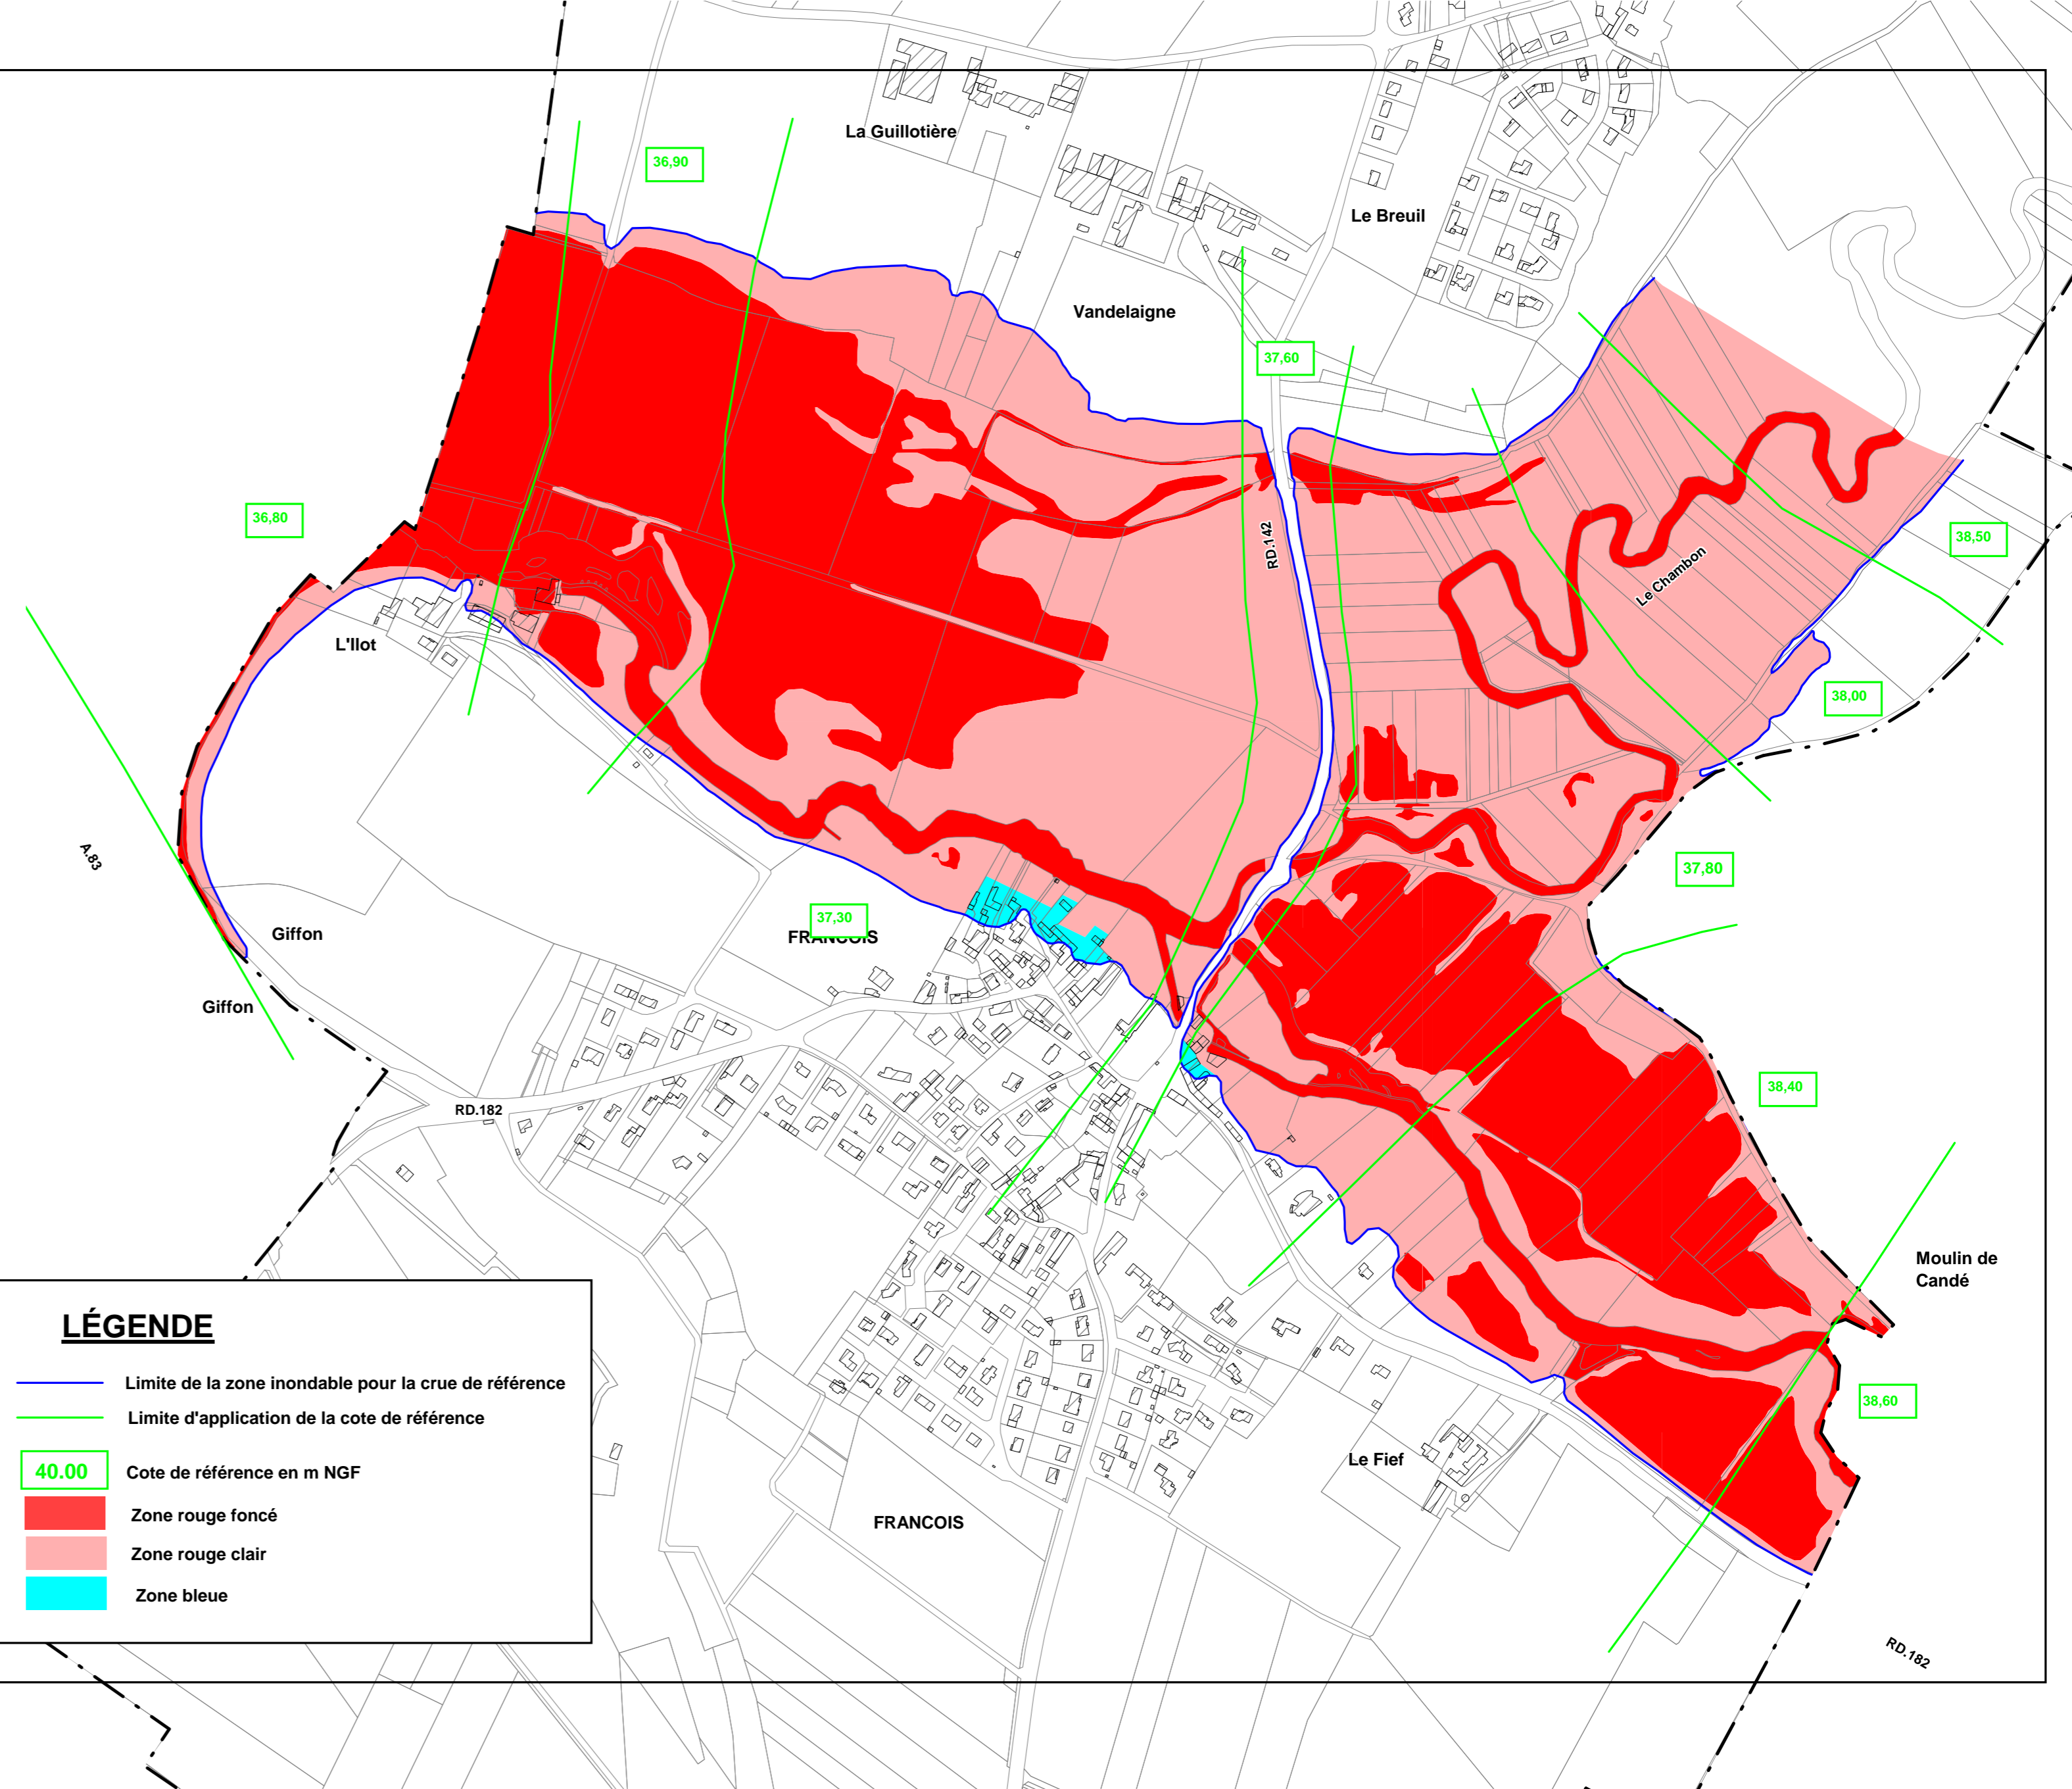 La Guillotière
36,90
Le Breuil
Vandelaigne
37,60
36,80
RD.142
38,50
Le Chambon
L'Ilot
38,00
A.83
37,80
37,30
FRANCOIS
Giffon
Giffon
38,40
RD.182
Moulin de
Candé
38,60
Le Fief
FRANCOIS
RD.182
LÉGENDE
Limite de la zone inondable pour la crue de référence
Limite d'application de la cote de référence
40.00 Cote de référence en m NGF
Zone rouge foncé
Zone rouge clair
Zone bleue